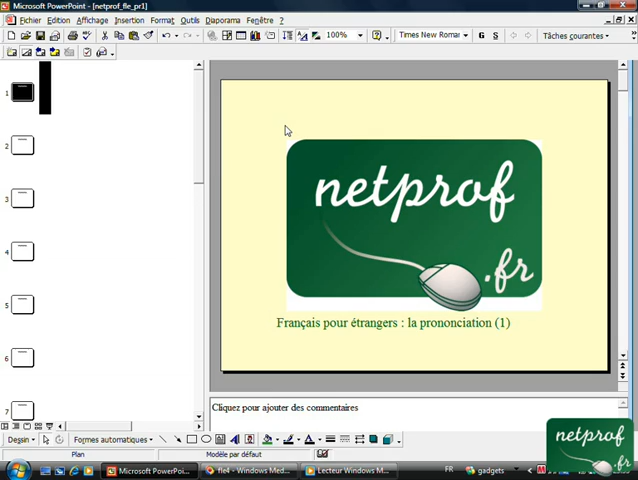 Microsoft PowerPoint - [netprof_fle_pr1]
Fichier Edition Affichage Insertion Format Outils Diaporama Fenêtre ?
100% Times New Roman G S Tâches courantes
1
2
3
4
5
6
7
netprof
.fr
Français pour étrangers : la prononciation (1)
Cliquez pour ajouter des commentaires
Dessin Formes automatiques
Plan Modèle par défaut
Microsoft PowerPoi... fle4 - Windows Med... Lecteur Windows M... FR gadgets
netprof
.fr